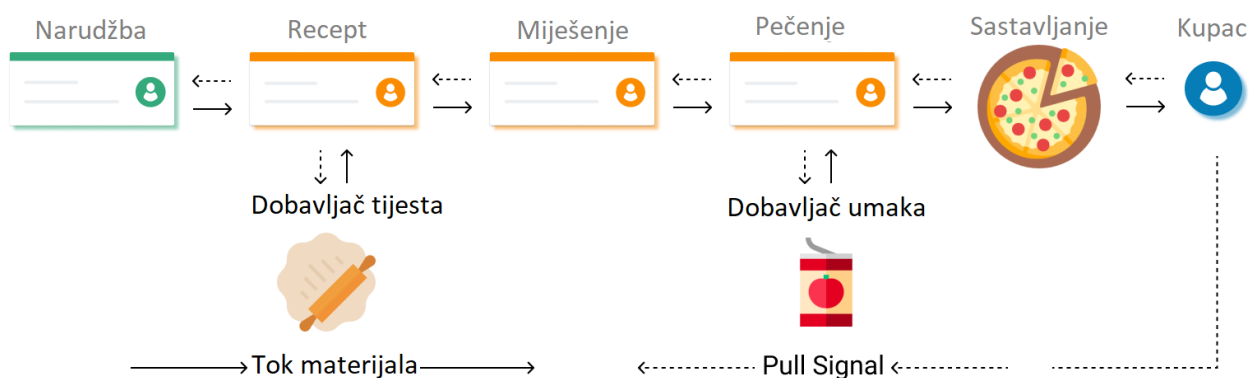 Narudžba
Recept
Miješenje
Pečenje
Sastavljanje
Kupac
Dobavljač tijesta
Dobavljač umaka
Tok materijala
Pull Signal